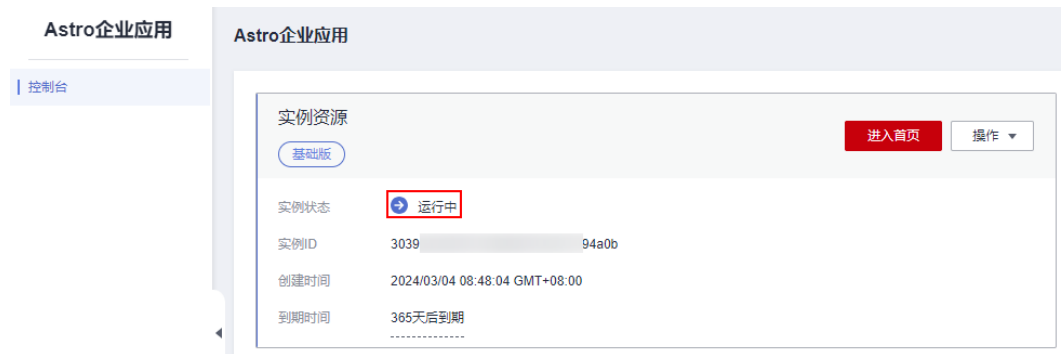 Astro企业应用
Astro企业应用
控制台
实例资源
基础版
进入首页
操作
实例状态 运行中
实例ID 3039 94a0b
创建时间 2024/03/04 08:48:04 GMT+08:00
到期时间 365天后到期